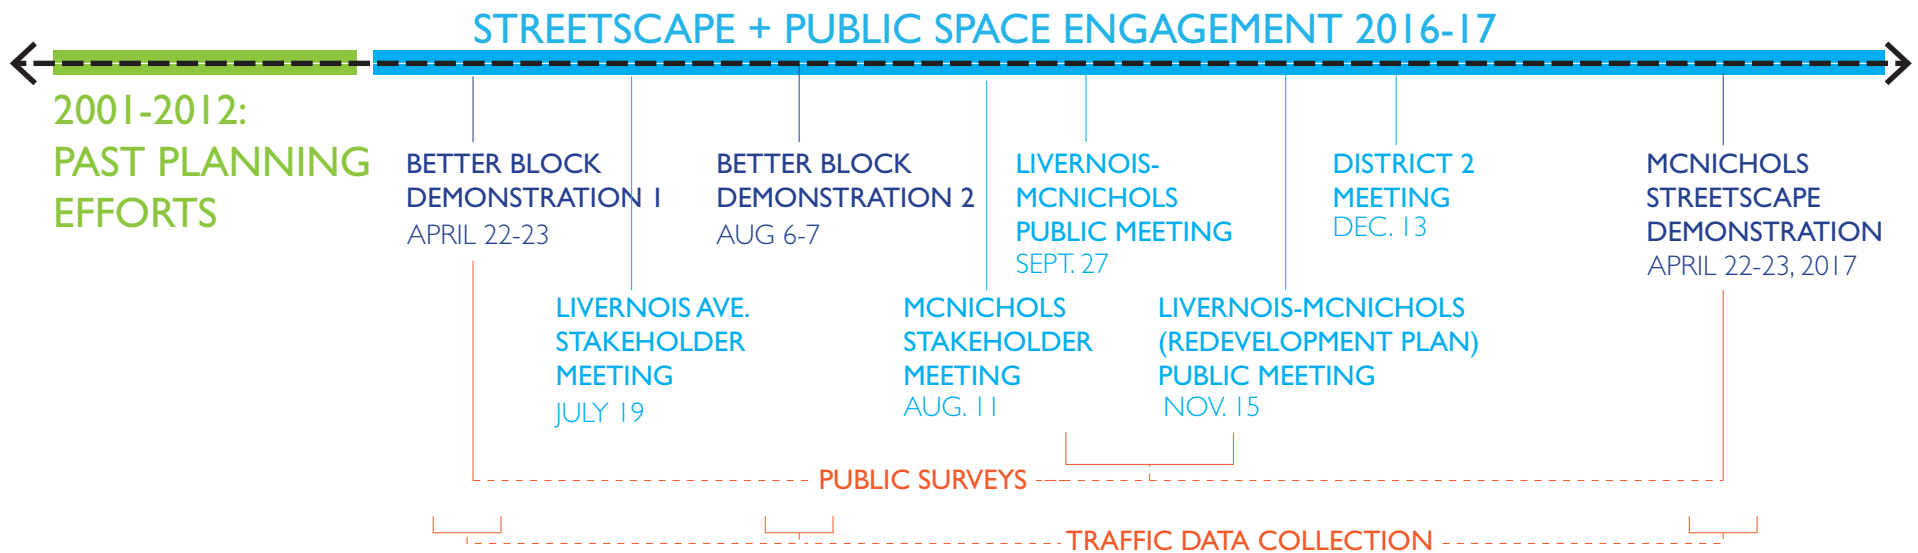 STREETSCAPE + PUBLIC SPACE ENGAGEMENT 2016-17
2001-2012:
PAST PLANNING
EFFORTS
BETTER BLOCK
DEMONSTRATION 1
APRIL 22-23
LIVERNOIS AVE.
STAKEHOLDER
MEETING
JULY 19
BETTER BLOCK
DEMONSTRATION 2
AUG 6-7
MCNICHOLS
STAKEHOLDER
MEETING
AUG. 11
LIVERNOIS-
MCNICHOLS
PUBLIC MEETING
SEPT. 27
LIVERNOIS-MCNICHOLS
(REDEVELOPMENT PLAN)
PUBLIC MEETING
NOV. 15
DISTRICT 2
MEETING
DEC. 13
MCNICHOLS
STREETSCAPE
DEMONSTRATION
APRIL 22-23, 2017
PUBLIC SURVEYS
TRAFFIC DATA COLLECTION